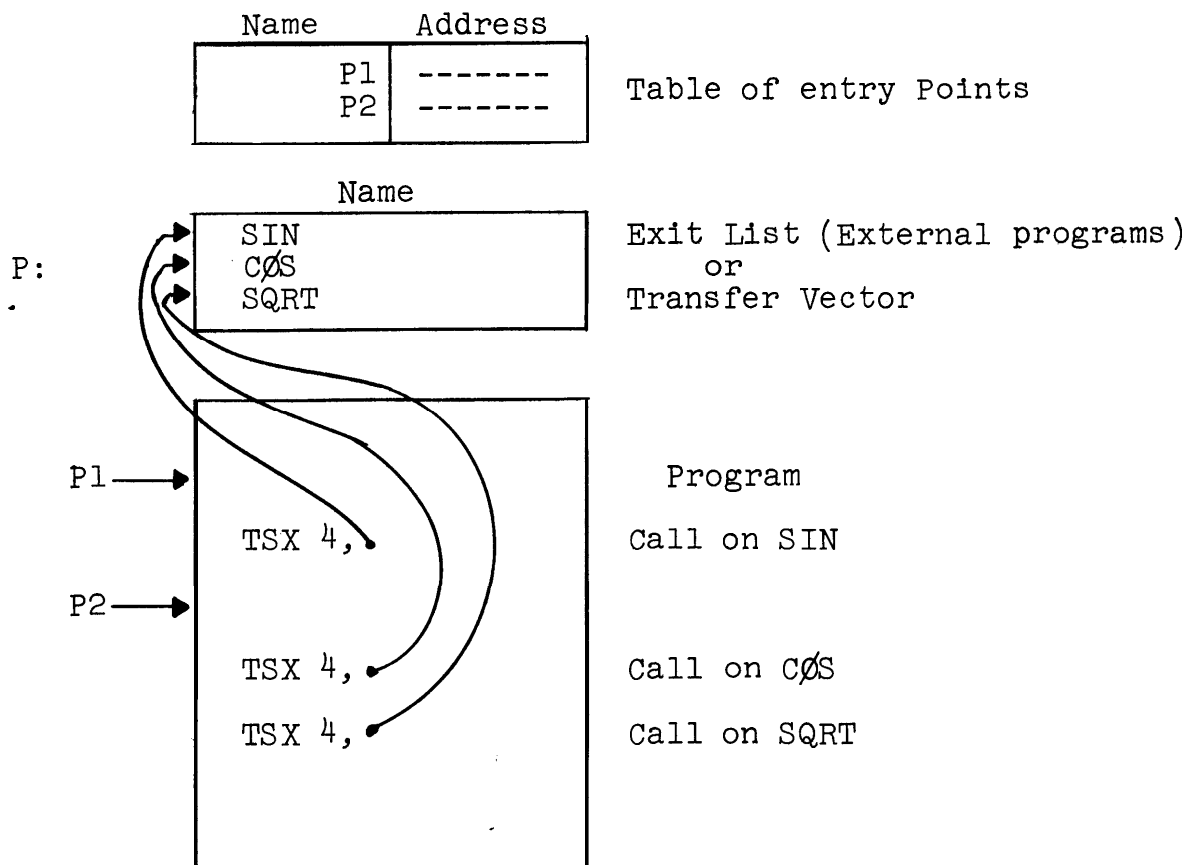 Name Address
P1 -------
P2 -------
Table of entry Points
Name
P:
SIN
CØS
SQRT
Exit List (External programs)
or
Transfer Vector
P1
Program
TSX 4,
Call on SIN
P2
TSX 4,
Call on CØS
TSX 4,
Call on SQRT